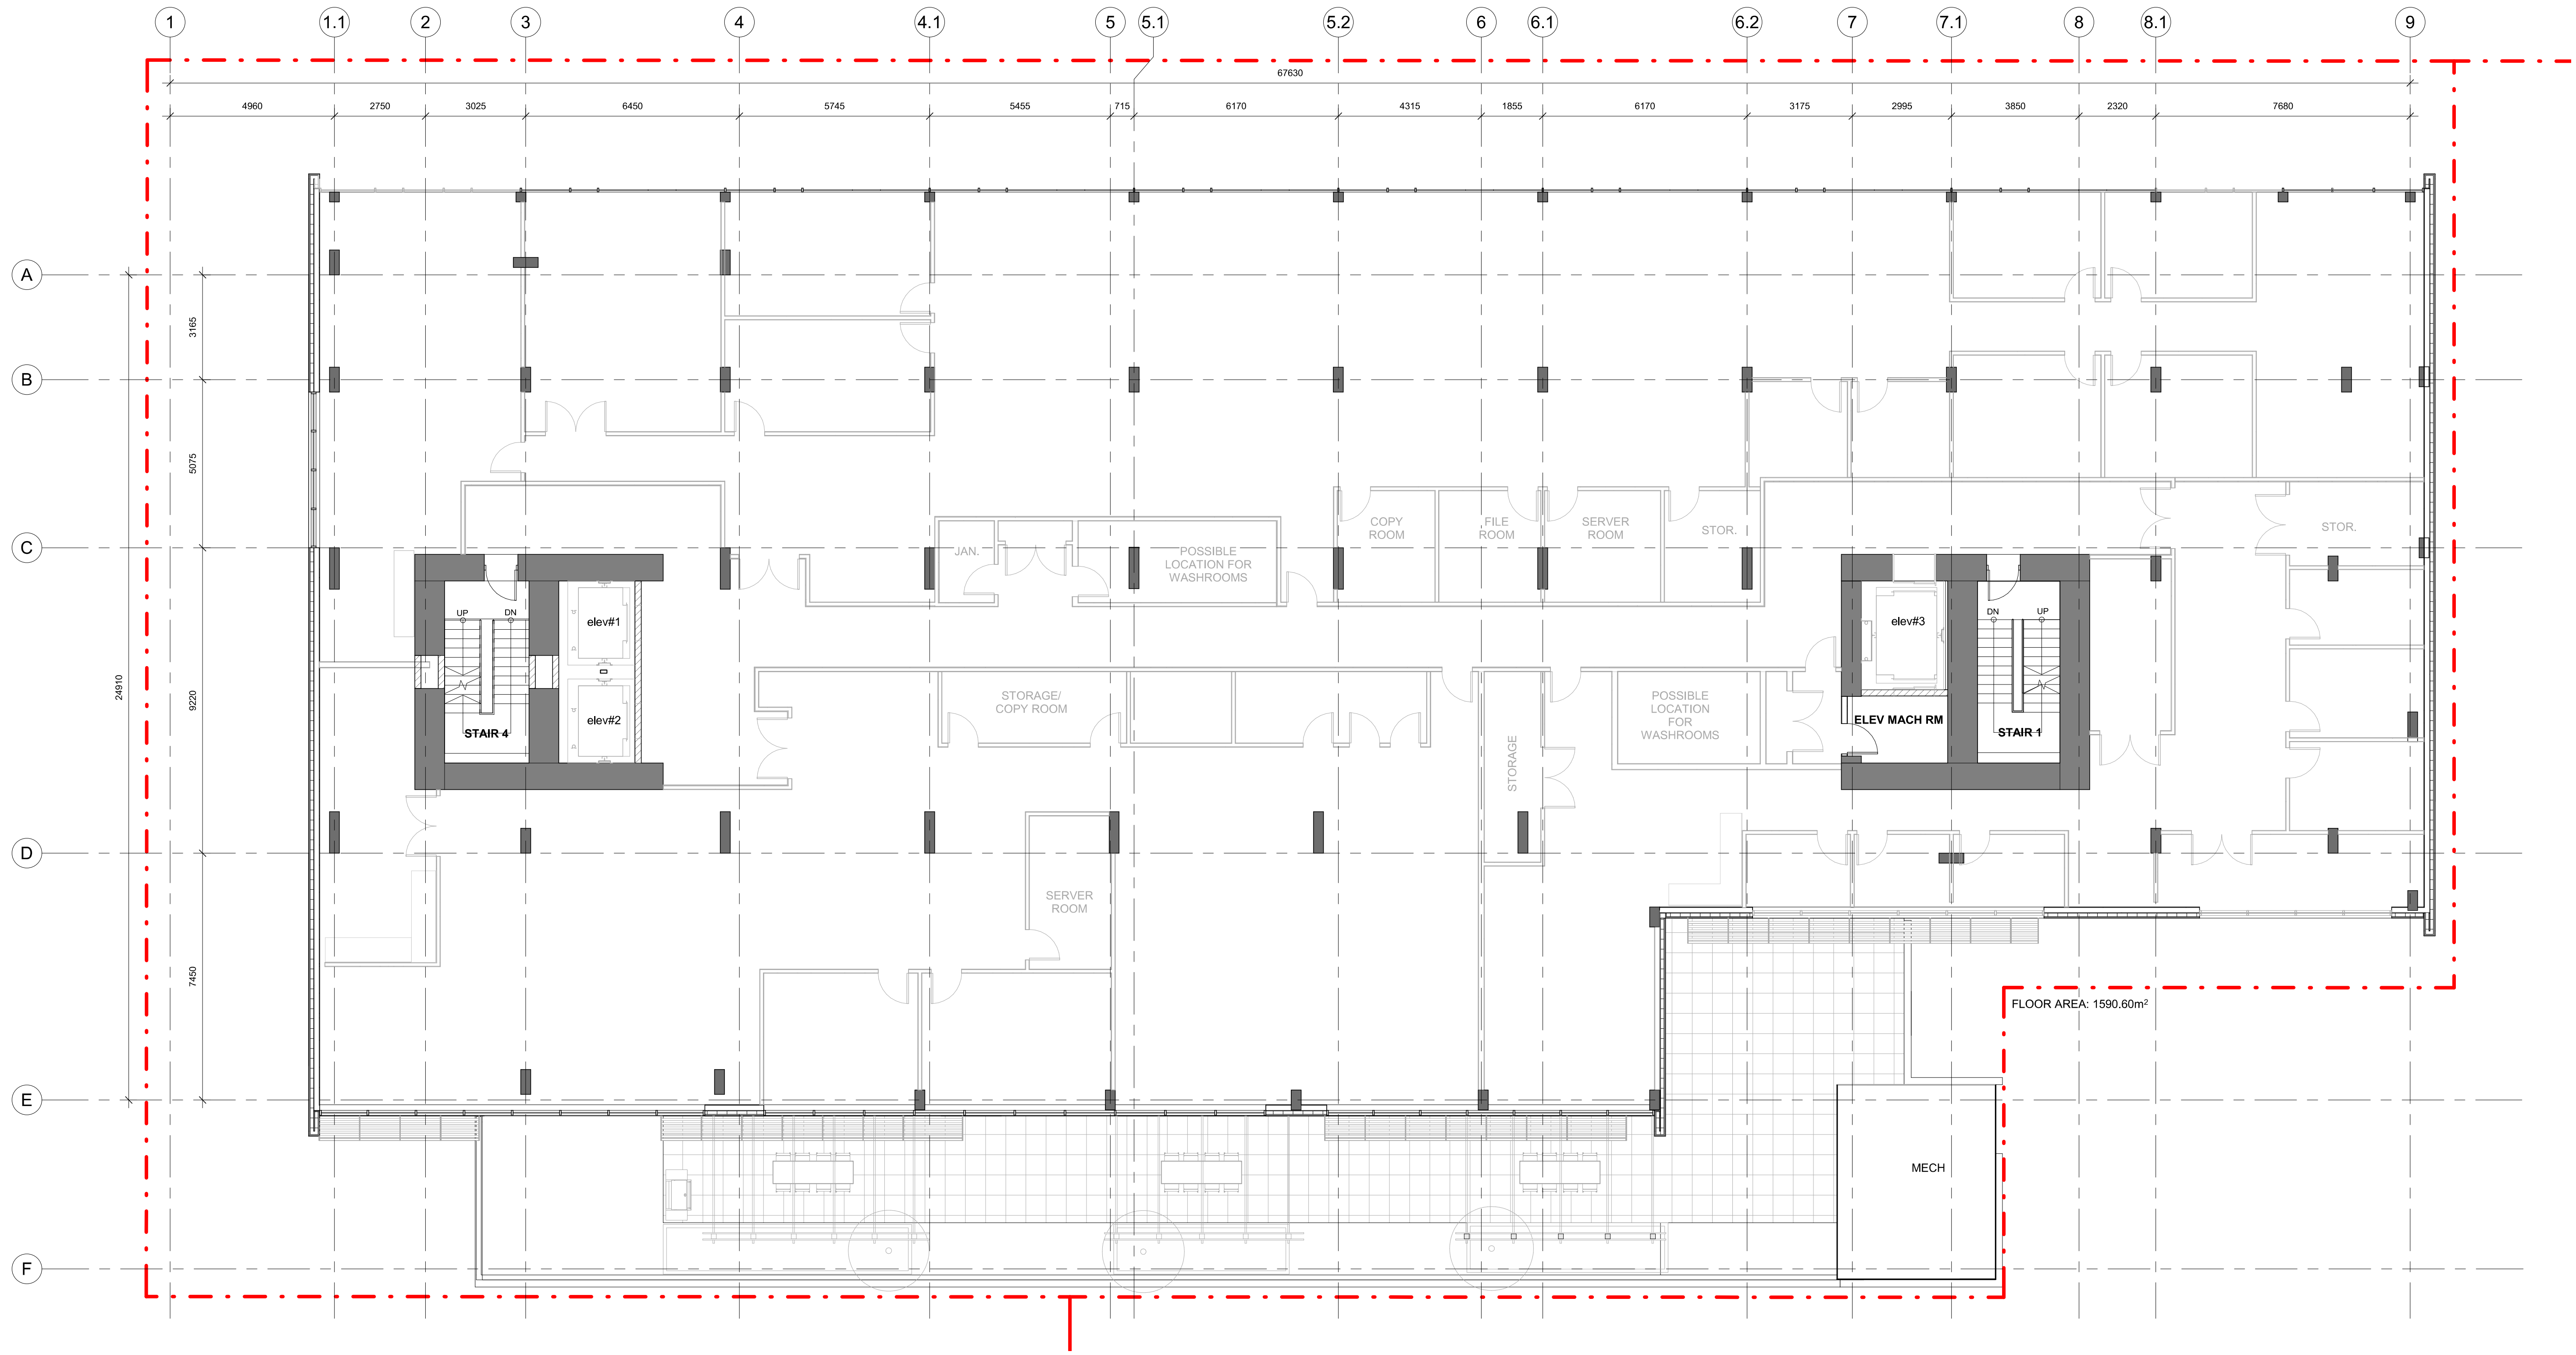 1 1.1 2 3 4 4.1 5 5.1 5.2 6 6.1 6.2 7 7.1 8 8.1 9
67630
4960 2750 3025 6450 5745 5455 715 6170 4315 1855 6170 3175 2995 3850 2320 7680
A
3165
B
5075
C
COPY
ROOM
FILE
ROOM
SERVER
ROOM
STOR.
STOR.
JAN.
POSSIBLE
LOCATION FOR
WASHROOMS
UP DN
elev#1
elev#2
STAIR 4
24910
9220
STORAGE/
COPY ROOM
STORAGE
POSSIBLE
LOCATION
FOR
WASHROOMS
elev#3
ELEV MACH RM
DN UP
STAIR 1
D
SERVER
ROOM
7450
FLOOR AREA: 1590.60m²
E
MECH
F